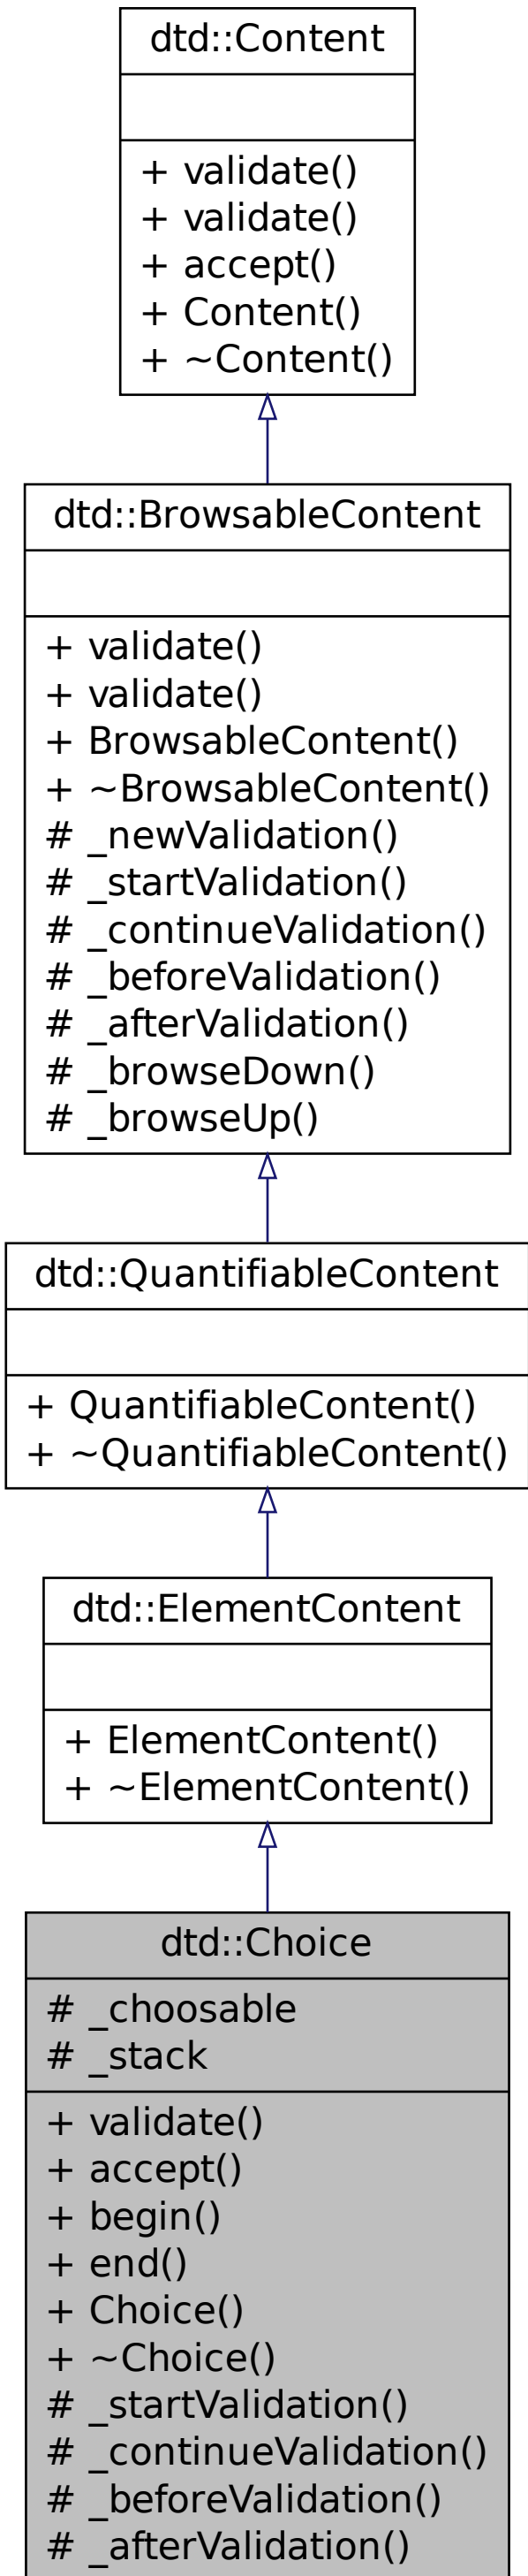 dtd::Content
+ validate()
+ validate()
+ accept()
+ Content()
+ ~Content()
dtd::BrowsableContent
+ validate()
+ validate()
+ BrowsableContent()
+ ~BrowsableContent()
# _newValidation()
# _startValidation()
# _continueValidation()
# _beforeValidation()
# _afterValidation()
# _browseDown()
# _browseUp()
dtd::QuantifiableContent
+ QuantifiableContent()
+ ~QuantifiableContent()
dtd::ElementContent
+ ElementContent()
+ ~ElementContent()
dtd::Choice
# _choosable
# _stack
+ validate()
+ accept()
+ begin()
+ end()
+ Choice()
+ ~Choice()
# _startValidation()
# _continueValidation()
# _beforeValidation()
# _afterValidation()